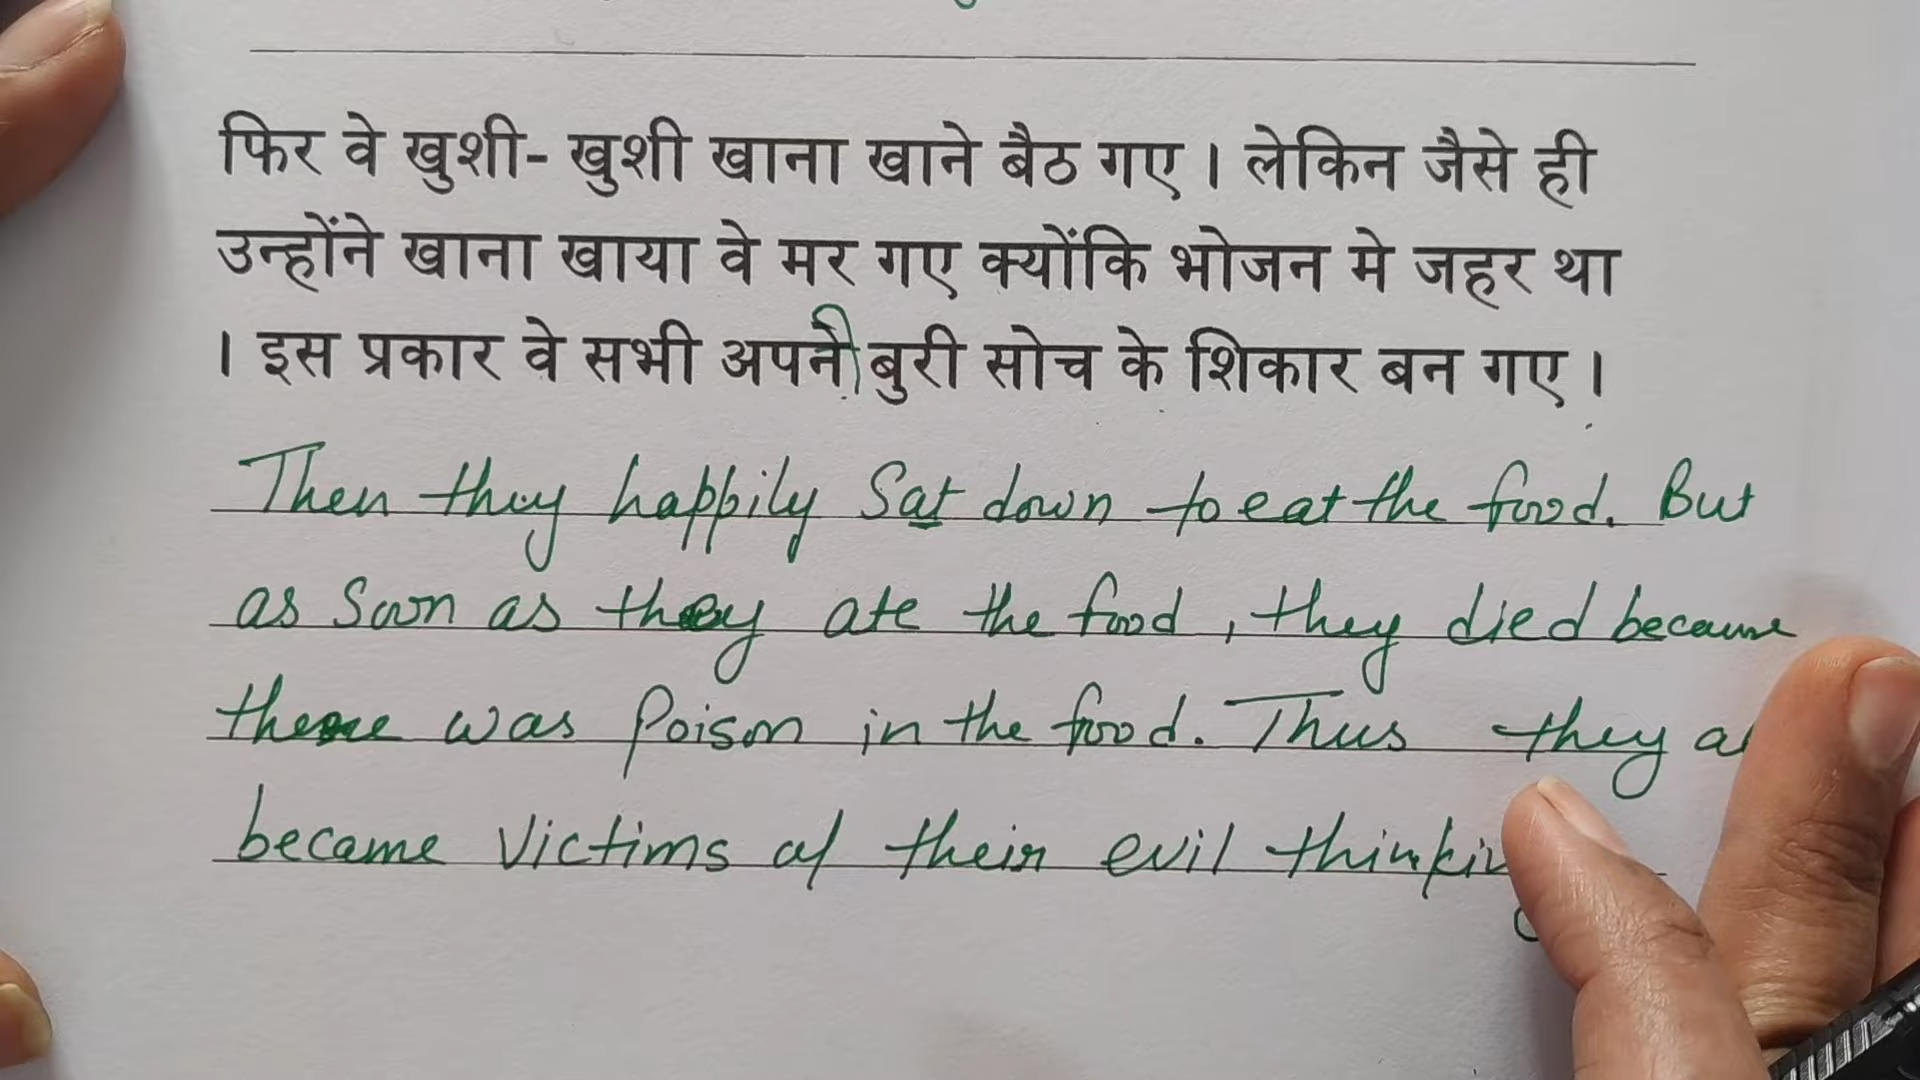 फिर वे खुशी- खुशी खाना खाने बैठ गए । लेकिन जैसे ही
उन्होंने खाना खाया वे मर गए क्योंकि भोजन मे जहर था
। इस प्रकार वे सभी अपनी बुरी सोच के शिकार बन गए ।
Then they happily Sat down to eat the food. But
as Soon as they ate the food, they died because
there was Poison in the food. Thus they
became Victims of their evil